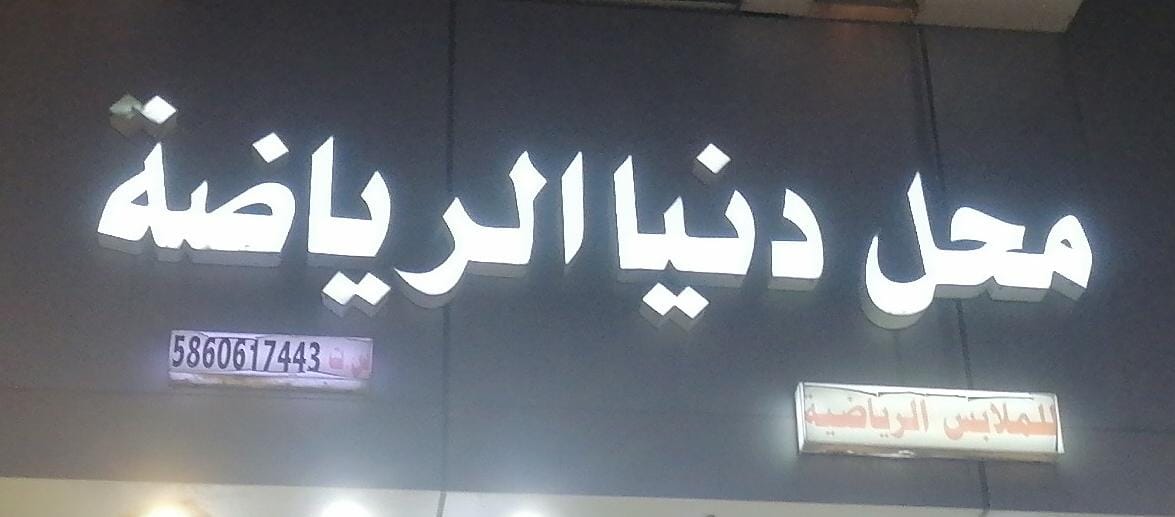 محل دنيا الرياضة
للملابس الرياضية
س.ت 5860617443